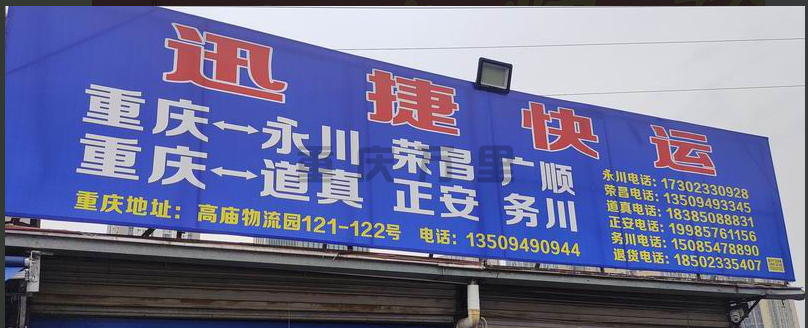 迅捷快运
重庆↔永川 荣昌 广顺
重庆↔道真 正安 务川
重庆地址：高庙物流园121-122号 电话：13509490944
永川电话：17302330928
荣昌电话：13509493345
道真电话：18385088831
正安电话：19985761156
务川电话：15085478890
退货电话：18502335407